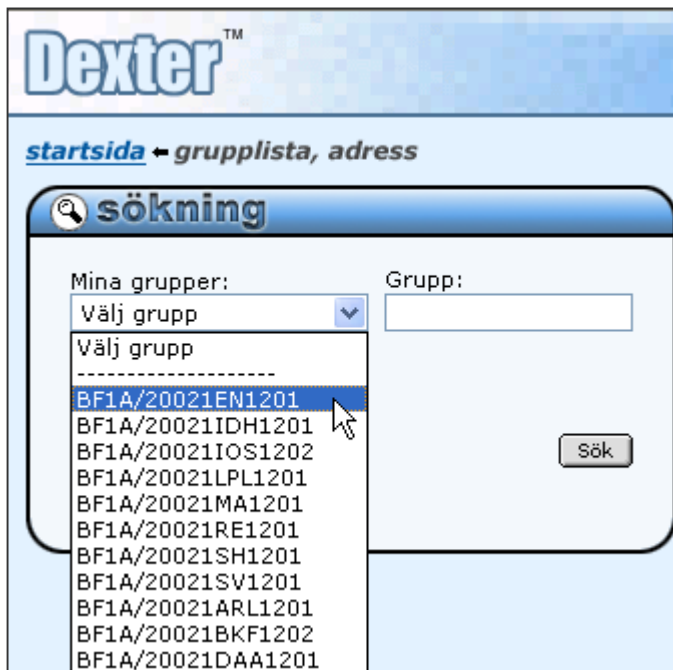 Dexter™
startsida ← grupplista, adress
sökning
Mina grupper: Grupp:
Välj grupp
Välj grupp
--------------------
BF1A/20021EN1201
BF1A/20021IDH1201
BF1A/20021IOS1202
Sök
BF1A/20021LPL1201
BF1A/20021MA1201
BF1A/20021RE1201
BF1A/20021SH1201
BF1A/20021SV1201
BF1A/20021ARL1201
BF1A/20021BKF1202
BF1A/20021DAA1201